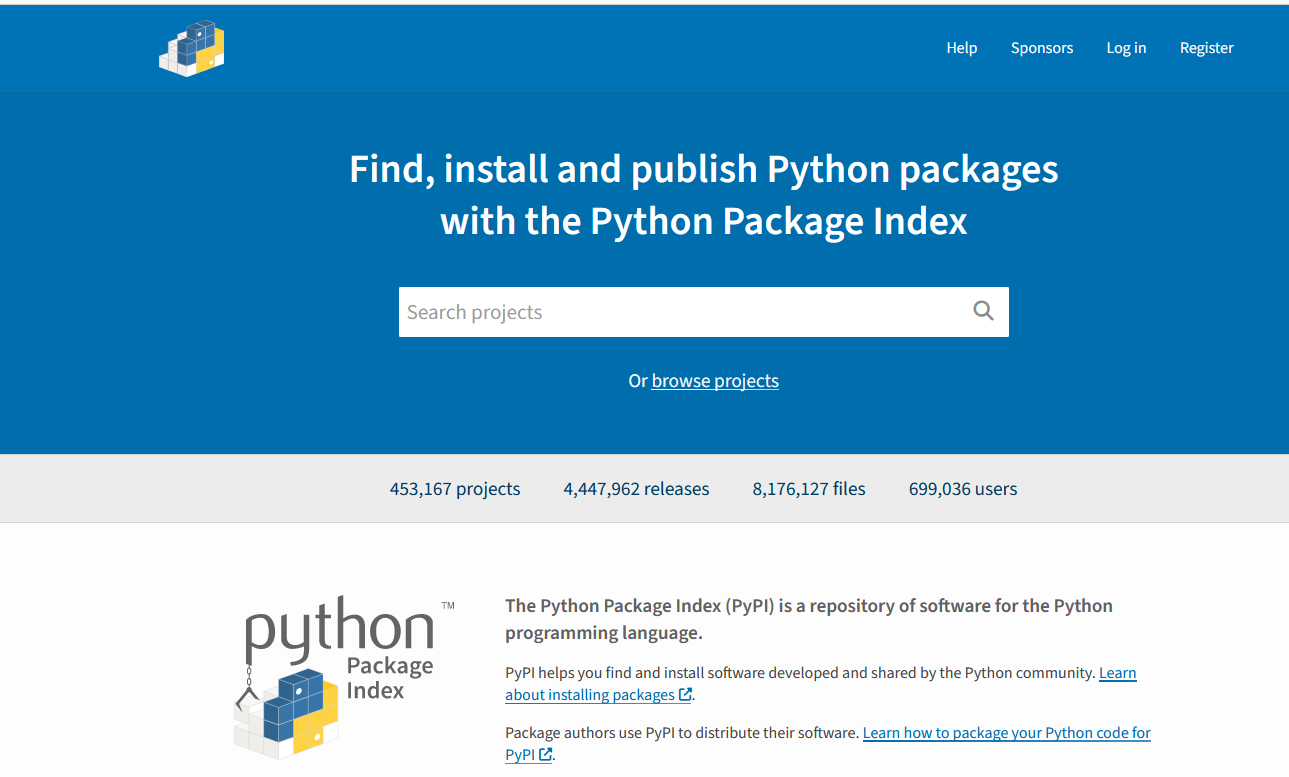 Help Sponsors Log in Register
Find, install and publish Python packages
with the Python Package Index
Search projects
Or browse projects
453,167 projects 4,447,962 releases 8,176,127 files 699,036 users
python™
Package
Index
The Python Package Index (PyPI) is a repository of software for the Python
programming language.
PyPI helps you find and install software developed and shared by the Python community. Learn
about installing packages.
Package authors use PyPI to distribute their software. Learn how to package your Python code for
PyPI.